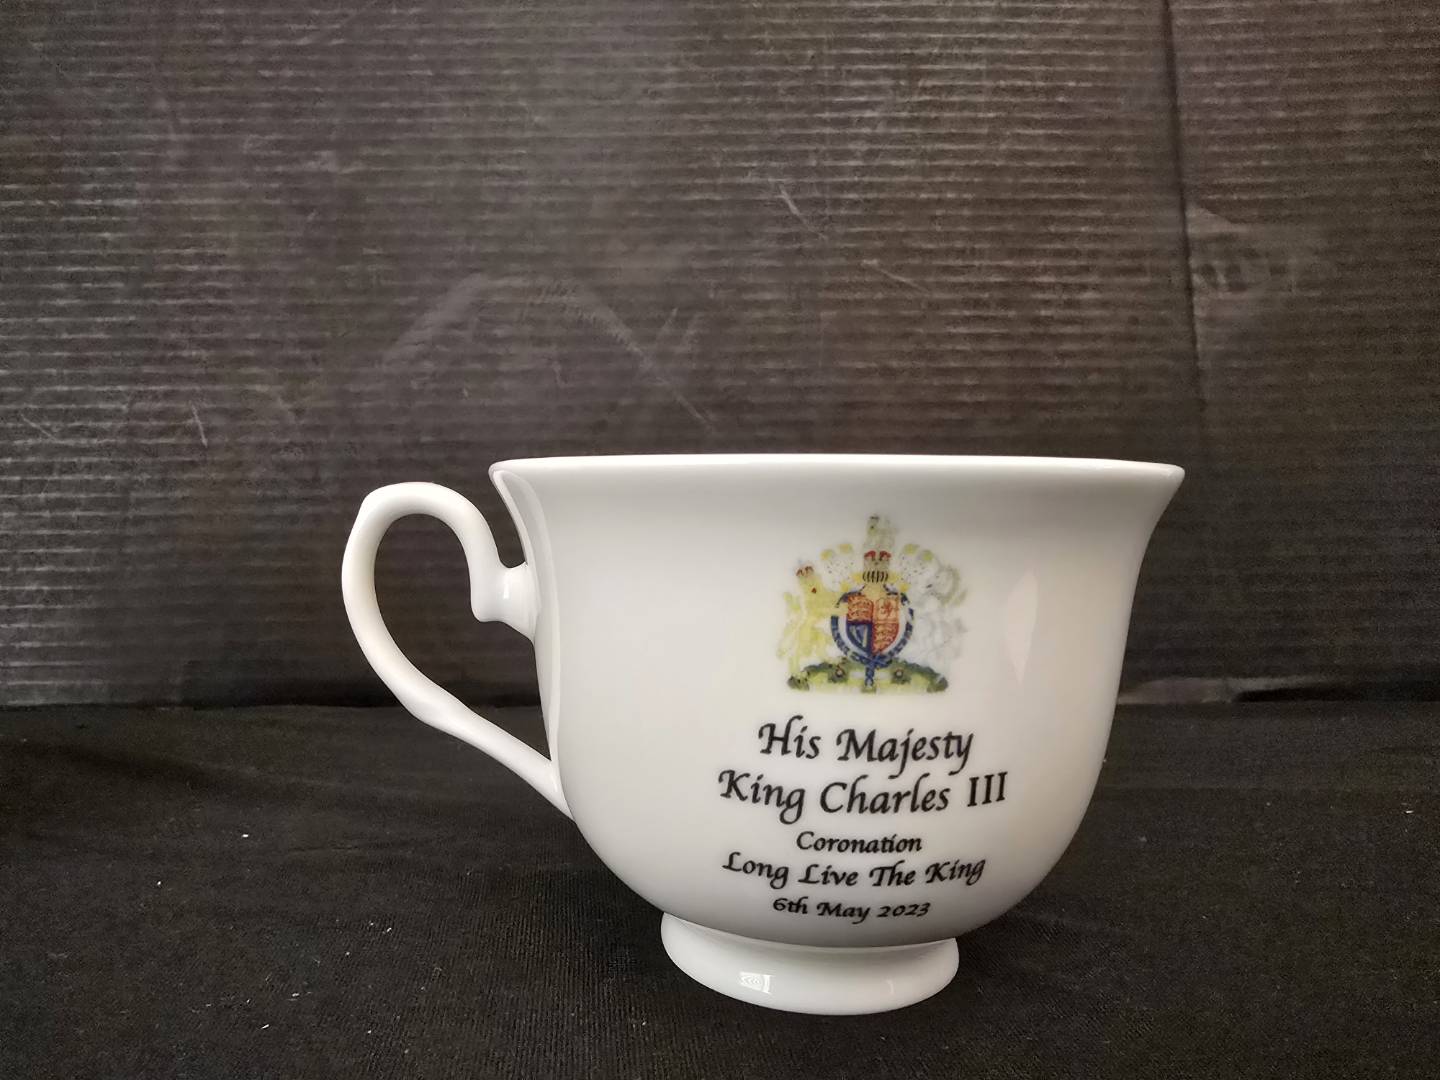 His Majesty
King Charles III
Coronation
Long Live The King
6th May 2023